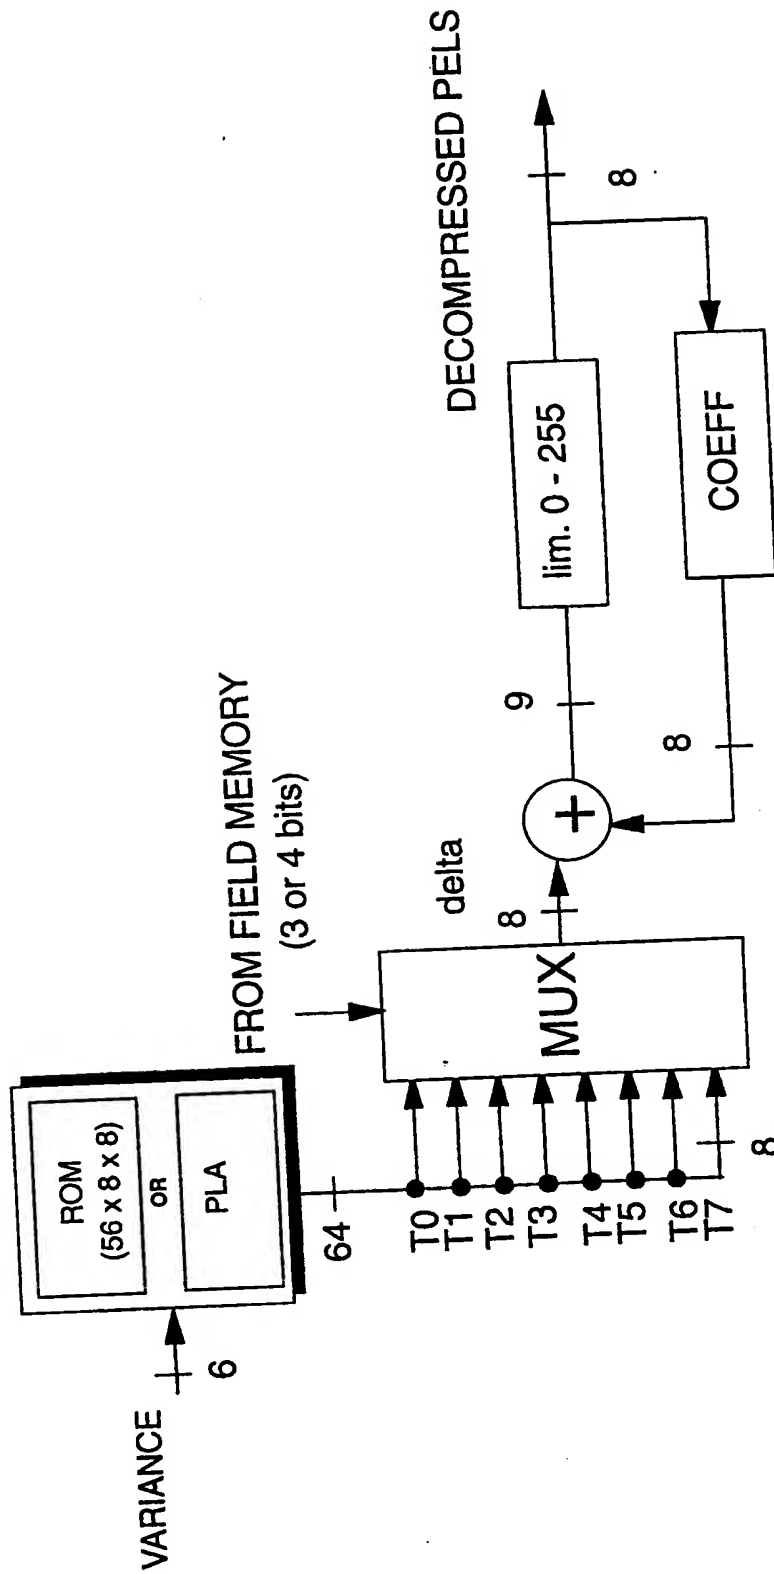 VARIANCE
6
ROM
(56 x 8 x 8)
OR
PLA
64
T0
T1
T2
T3
T4
T5
T6
T7
8
FROM FIELD MEMORY
(3 or 4 bits)
MUX
delta
8
+
9
8
lim. 0 - 255
COEFF
DECOMPRESSED PELS
8